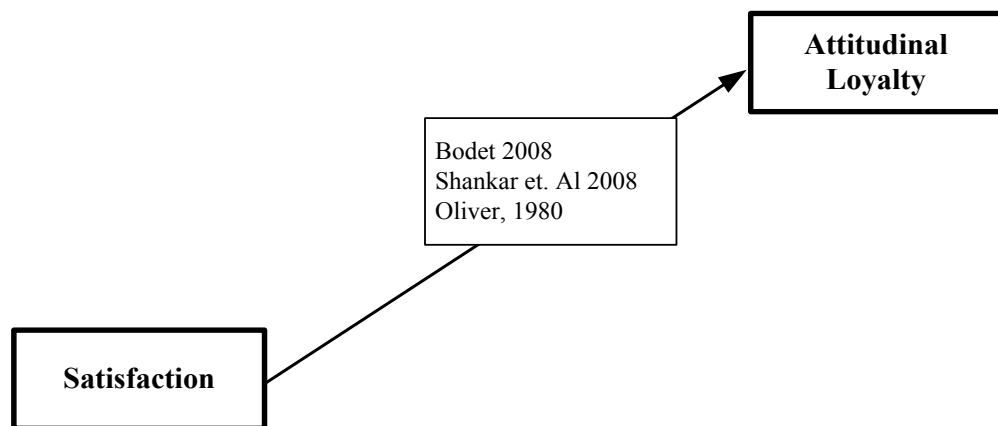 Attitudinal
Loyalty
Bodet 2008
Shankar et. Al 2008
Oliver, 1980
Satisfaction